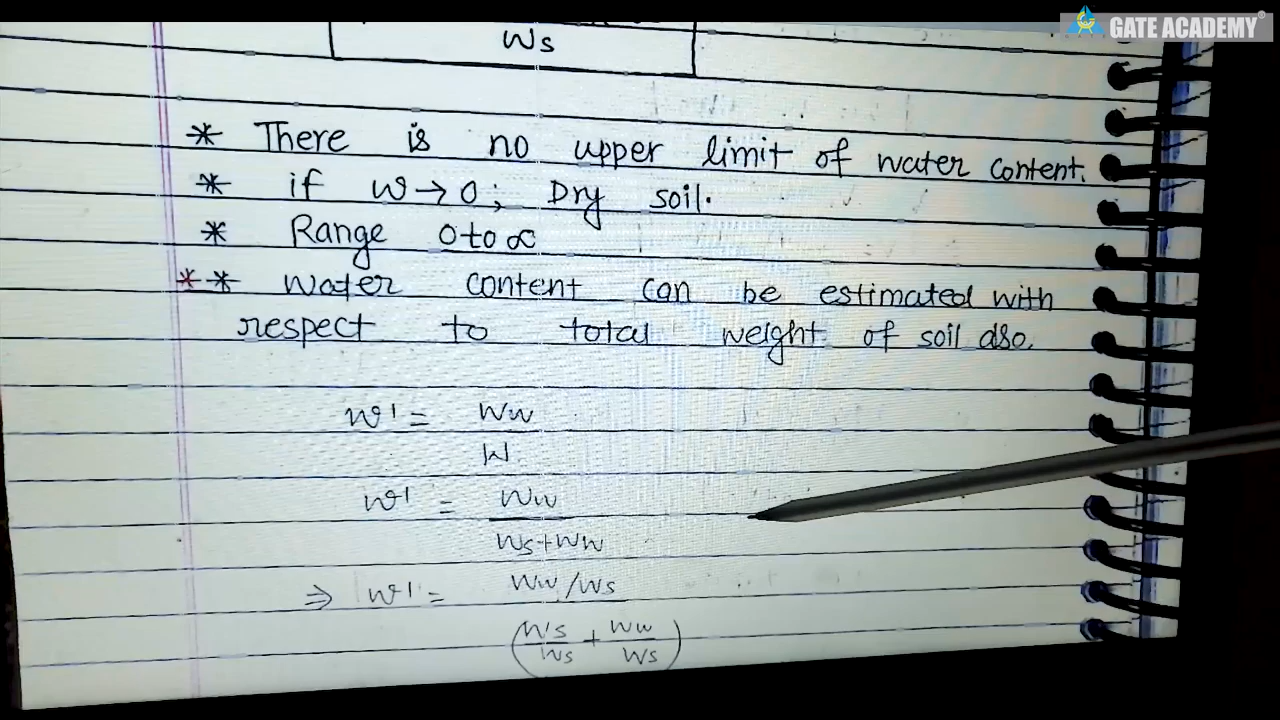 GATE ACADEMY®
Ws
* There is no upper limit of water content.
* if w → 0; Dry soil.
* Range 0 to ∝
** water content can be estimated with
respect to total weight of soil also.
w' = Ww
W
w' = Ww
Ws+Ww
⇒ w' = Ww/Ws
(Ws/Ws + Ww/Ws)